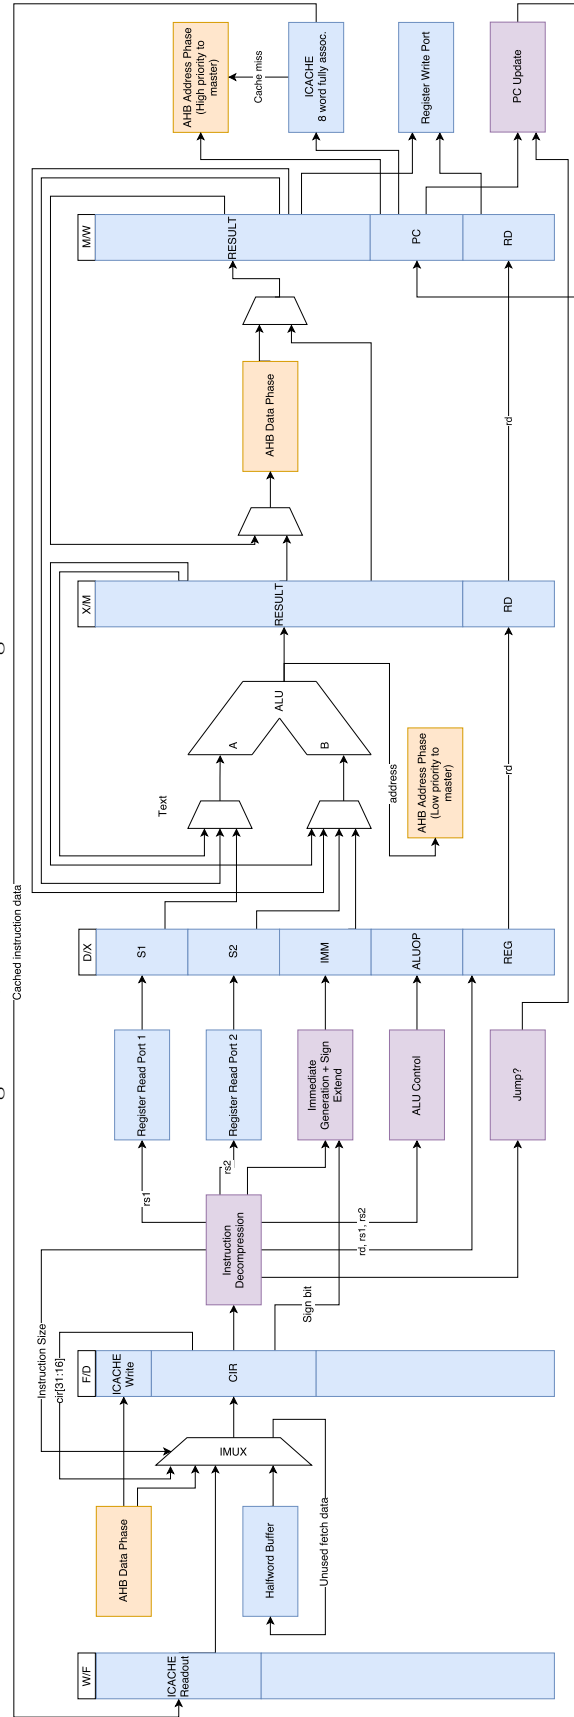 W/F
ICACHE
Readout
AHB Data Phase
Halfword Buffer
Unused fetch data
IMUX
Instruction Size
cir[31:16]
F/D
ICACHE
Write
CIR
Sign bit
Instruction
Decompression
rs1
rs2
rd, rs1, rs2
Register Read Port 1
Register Read Port 2
Immediate
Generation + Sign
Extend
ALU Control
Jump?
Cached instruction data
D/X
S1
S2
IMM
ALUOP
REG
Text
A
B
ALU
address
AHB Address Phase
(Low priority to
master)
rd
X/M
RESULT
RD
AHB Data Phase
rd
M/W
RESULT
PC
RD
AHB Address Phase
(High priority to
master)
Cache miss
ICACHE
8 word fully assoc.
Register Write Port
PC Update